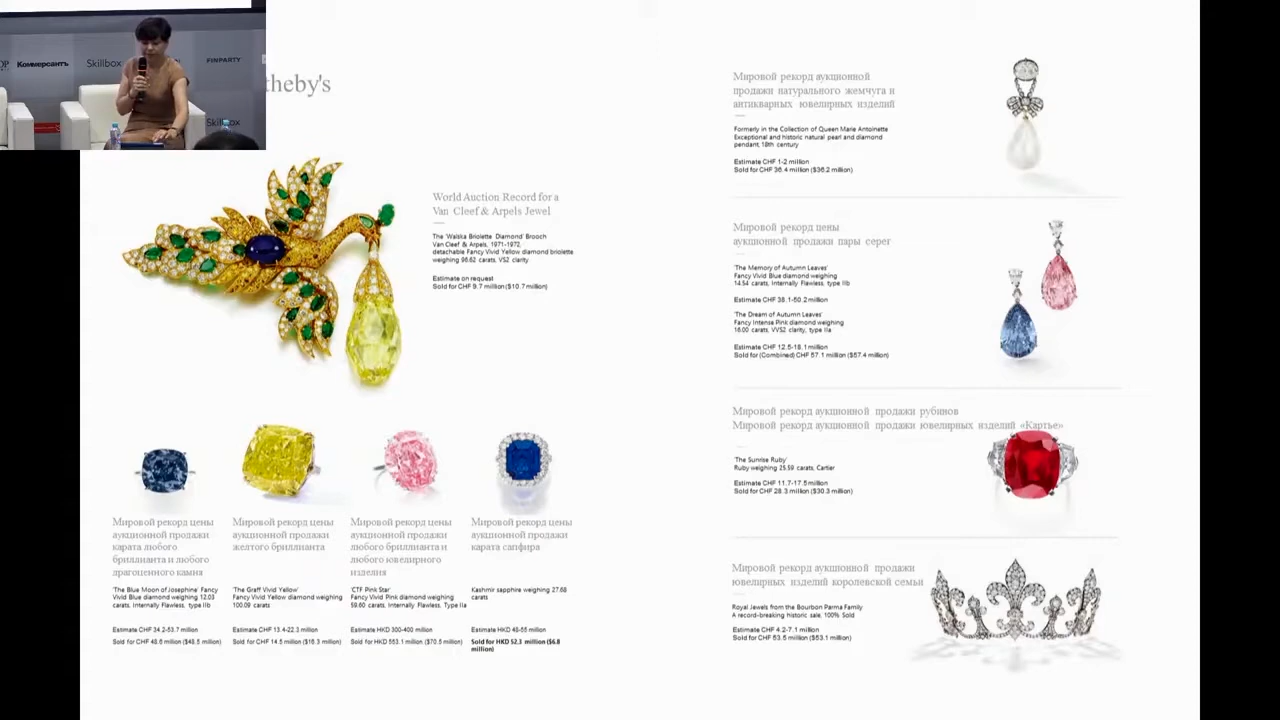 Коммерсантъ
Skillbox
FINPARTY
Skillbox
theby's
World Auction Record for a
Van Cleef & Arpels Jewel
The 'Walska Briolette Diamond' Brooch
Van Cleef & Arpels, 1971-1972,
detachable Fancy Vivid Yellow diamond briolette
weighing 96.62 carats, VS2 clarity
Estimate on request
Sold for CHF 9.7 million ($10.7 million)
Мировой рекорд цены
аукционной продажи
карата любого
бриллианта и любого
драгоценного камня
'The Blue Moon of Josephine' Fancy
Vivid Blue diamond weighing 12.03
carats, Internally Flawless, type IIb
Estimate CHF 34.2-53.7 million
Sold for CHF 48.6 million ($48.5 million)
Мировой рекорд цены
аукционной продажи
желтого бриллианта
'The Graff Vivid Yellow'
Fancy Vivid Yellow diamond weighing
100.09 carats
Estimate CHF 13.4-22.3 million
Sold for CHF 14.5 million ($16.3 million)
Мировой рекорд цены
аукционной продажи
любого бриллианта и
любого ювелирного
изделия
'CTF Pink Star'
Fancy Vivid Pink diamond weighing
59.60 carats, Internally Flawless, Type IIa
Estimate HKD 300-400 million
Sold for HKD 553.1 million ($70.5 million)
Мировой рекорд цены
аукционной продажи
карата сапфира
Kashmir sapphire weighing 27.68
carats
Estimate HKD 40-55 million
Sold for HKD 52.3 million ($6.8
million)
Мировой рекорд аукционной
продажи натурального жемчуга и
антикварных ювелирных изделий
Formerly in the Collection of Queen Marie Antoinette
Exceptional and historic natural pearl and diamond
pendant, 18th century
Estimate CHF 1-2 million
Sold for CHF 36.4 million ($36.2 million)
Мировой рекорд цены
аукционной продажи пары серег
'The Memory of Autumn Leaves'
Fancy Vivid Blue diamond weighing
14.54 carats, Internally Flawless, type IIb
Estimate CHF 38.1-50.2 million
'The Dream of Autumn Leaves'
Fancy Intense Pink diamond weighing
16.00 carats, VVS2 clarity, type IIa
Estimate CHF 12.5-18.1 million
Sold for (Combined) CHF 57.1 million ($57.4 million)
Мировой рекорд аукционной продажи рубинов
Мировой рекорд аукционной продажи ювелирных изделий «Картье»
'The Sunrise Ruby'
Ruby weighing 25.59 carats, Cartier
Estimate CHF 11.7-17.5 million
Sold for CHF 28.3 million ($30.3 million)
Мировой рекорд аукционной продажи
ювелирных изделий королевской семьи
Royal Jewels from the Bourbon Parma Family
A record-breaking historic sale, 100% Sold
Estimate CHF 4.2-7.1 million
Sold for CHF 53.5 million ($53.1 million)